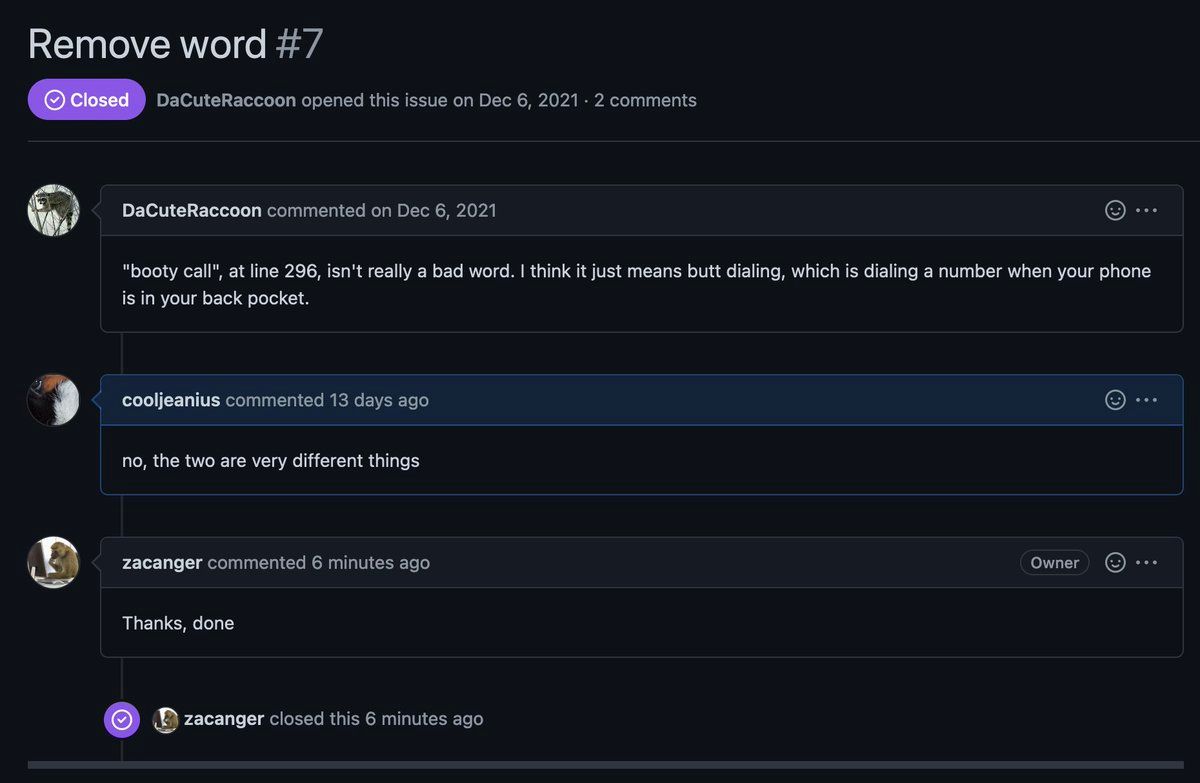 Remove word #7
Closed DaCuteRaccoon opened this issue on Dec 6, 2021 · 2 comments
DaCuteRaccoon commented on Dec 6, 2021
"booty call", at line 296, isn't really a bad word. I think it just means butt dialing, which is dialing a number when your phone
is in your back pocket.
cooljeanius commented 13 days ago
no, the two are very different things
zacanger commented 6 minutes ago Owner
Thanks, done
zacanger closed this 6 minutes ago